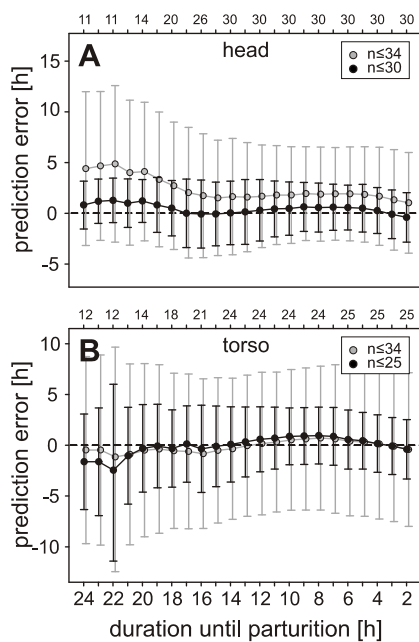 11 11 14 20 26 28 30 30 30 30 30 30
A
head
n≤34
n≤30
prediction error [h]
15
10
5
0
-5
12 12 14 18 21 24 24 24 24 25 25 25
B
torso
n≤34
n≤25
prediction error [h]
10
5
0
-5
-10
24 22 20 18 16 14 12 10 8 6 4 2
duration until parturition [h]